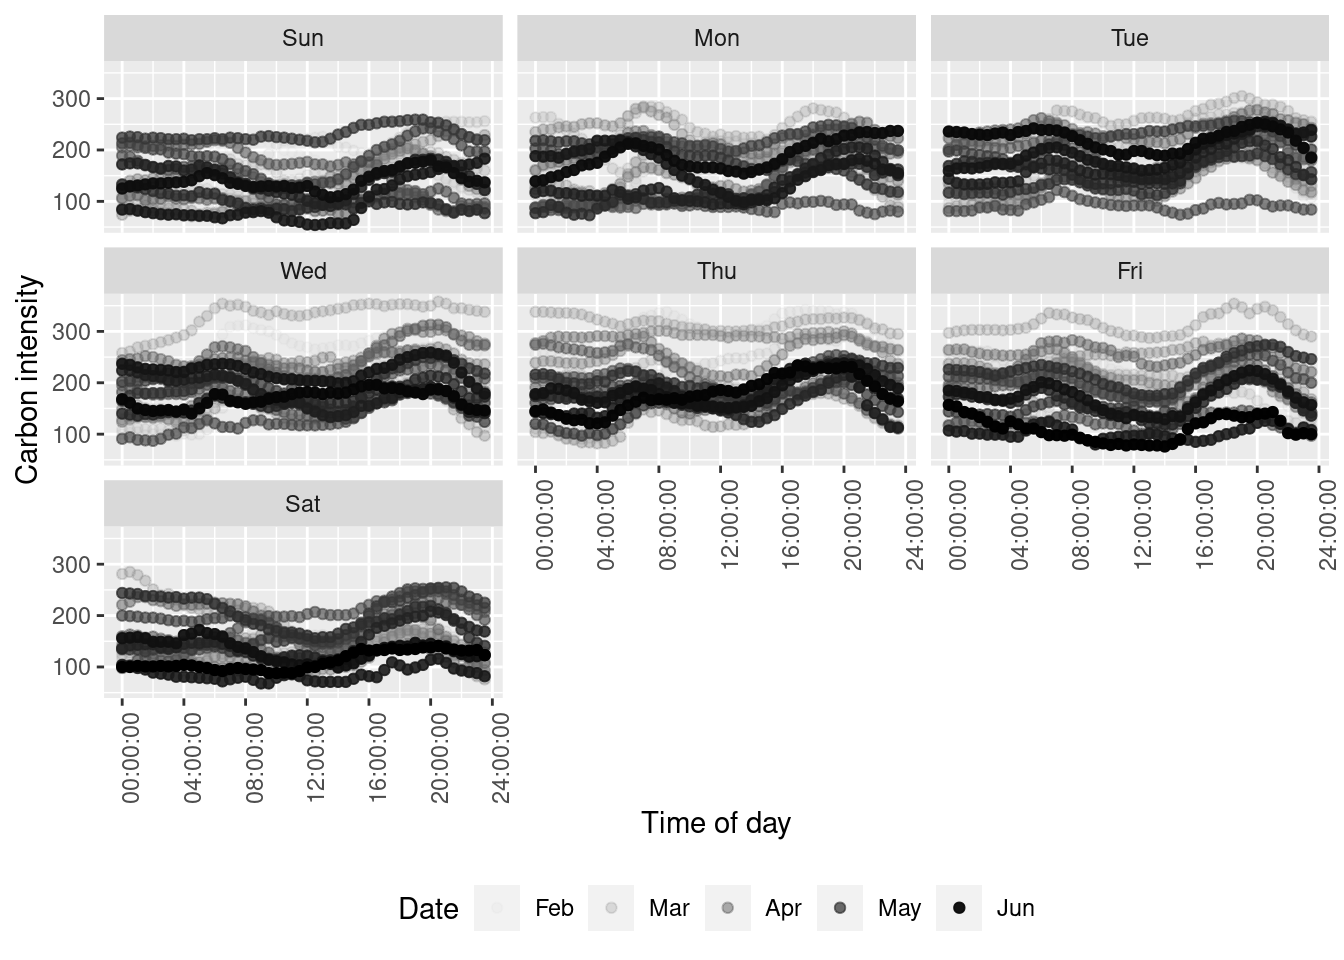 Sun Mon Tue
300
200
100
Wed Thu Fri
300
200
100
Carbon intensity
Sat
00:00:00 04:00:00 08:00:00 12:00:00 16:00:00 20:00:00 24:00:00 00:00:00 04:00:00 08:00:00 12:00:00 16:00:00 20:00:00 24:00:00
300
200
100
00:00:00 04:00:00 08:00:00 12:00:00 16:00:00 20:00:00 24:00:00
Time of day
Date Feb Mar Apr May Jun